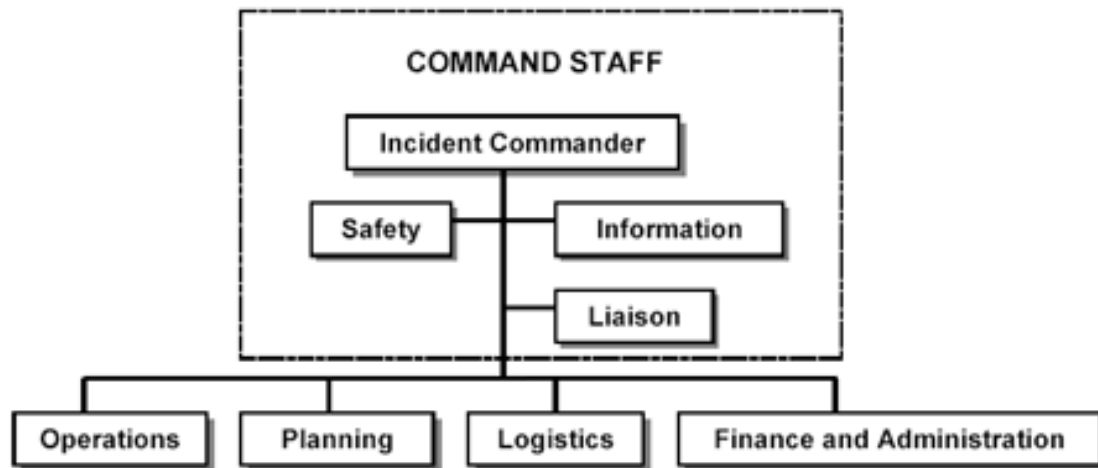 COMMAND STAFF
Incident Commander
Safety
Information
Liaison
Operations
Planning
Logistics
Finance and Administration